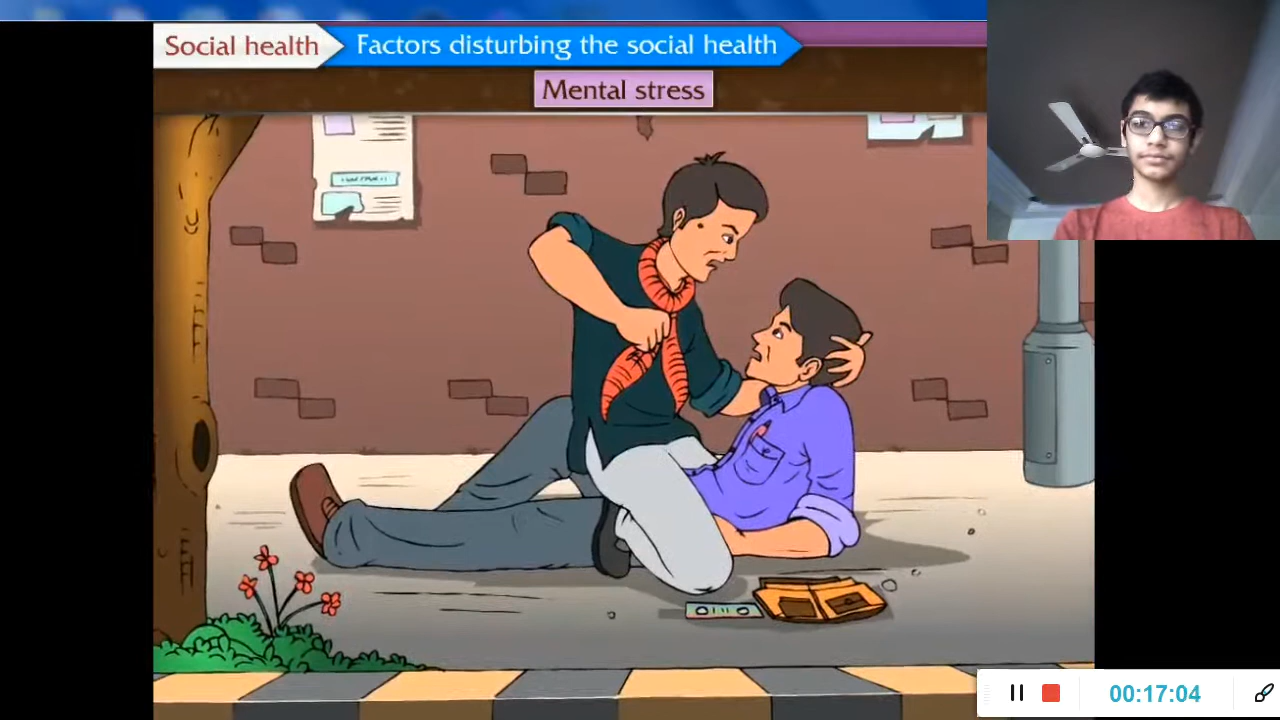 Social health
Factors disturbing the social health
Mental stress
00:17:04